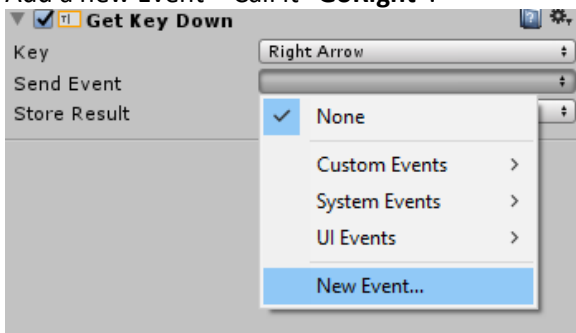 Add a new Event – Call it "GoRight".
Get Key Down
Key Right Arrow
Send Event
Store Result
None
Custom Events
System Events
UI Events
New Event...